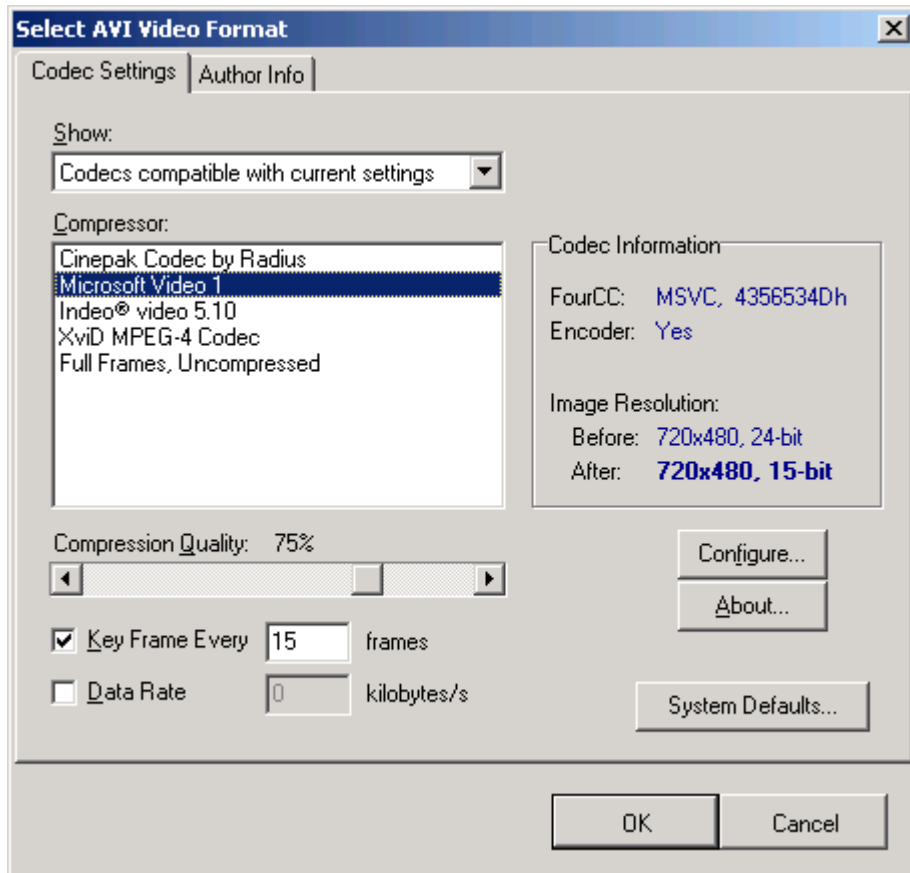 Select AVI Video Format
Codec Settings
Author Info
Show:
Codecs compatible with current settings
Compressor:
Cinepak Codec by Radius
Microsoft Video 1
Indeo® video 5.10
XviD MPEG-4 Codec
Full Frames, Uncompressed
Codec Information
FourCC: MSVC, 4356534Dh
Encoder: Yes
Image Resolution:
Before: 720x480, 24-bit
After: 720x480, 15-bit
Compression Quality: 75%
Configure...
About...
Key Frame Every 15 frames
Data Rate 0 kilobytes/s
System Defaults...
OK
Cancel